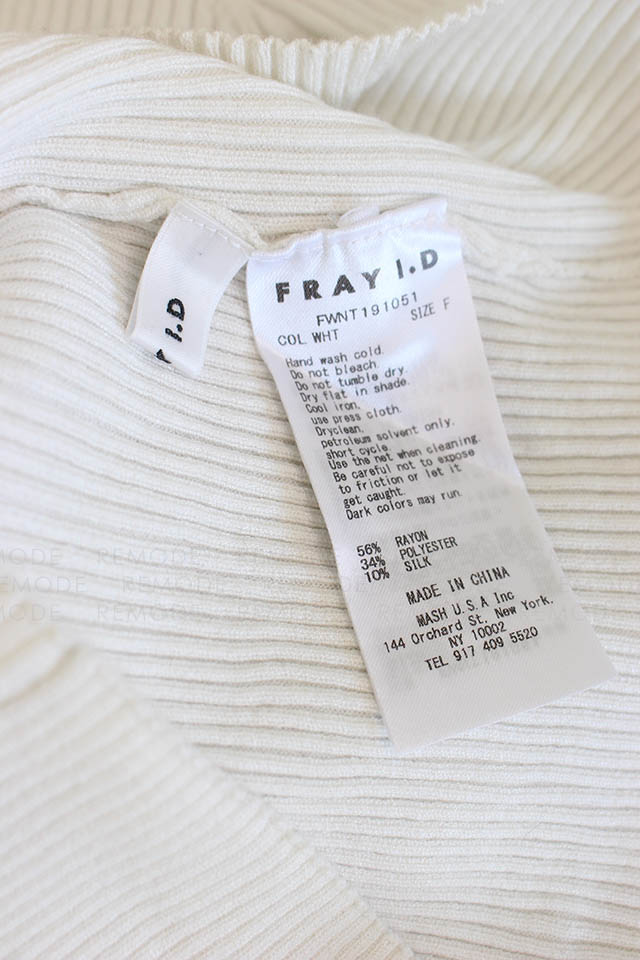 FRAY I.D
FWNT191051
COL WHT SIZE F
Hand wash cold.
Do not bleach.
Do not tumble dry.
Dry flat in shade.
Cool iron.
use press cloth.
Dryclean.
petroleum solvent only.
short cycle.
Use the net when cleaning.
Be careful not to expose
to friction or let it
get caught.
Dark colors may run.
56% RAYON
34% POLYESTER
10% SILK
MADE IN CHINA
MASH U.S.A Inc
144 Orchard St. New York.
NY 10002
TEL 917 409 5520
Y I.D
MODE REMODE
EMODE REMODE
MODE REMODE